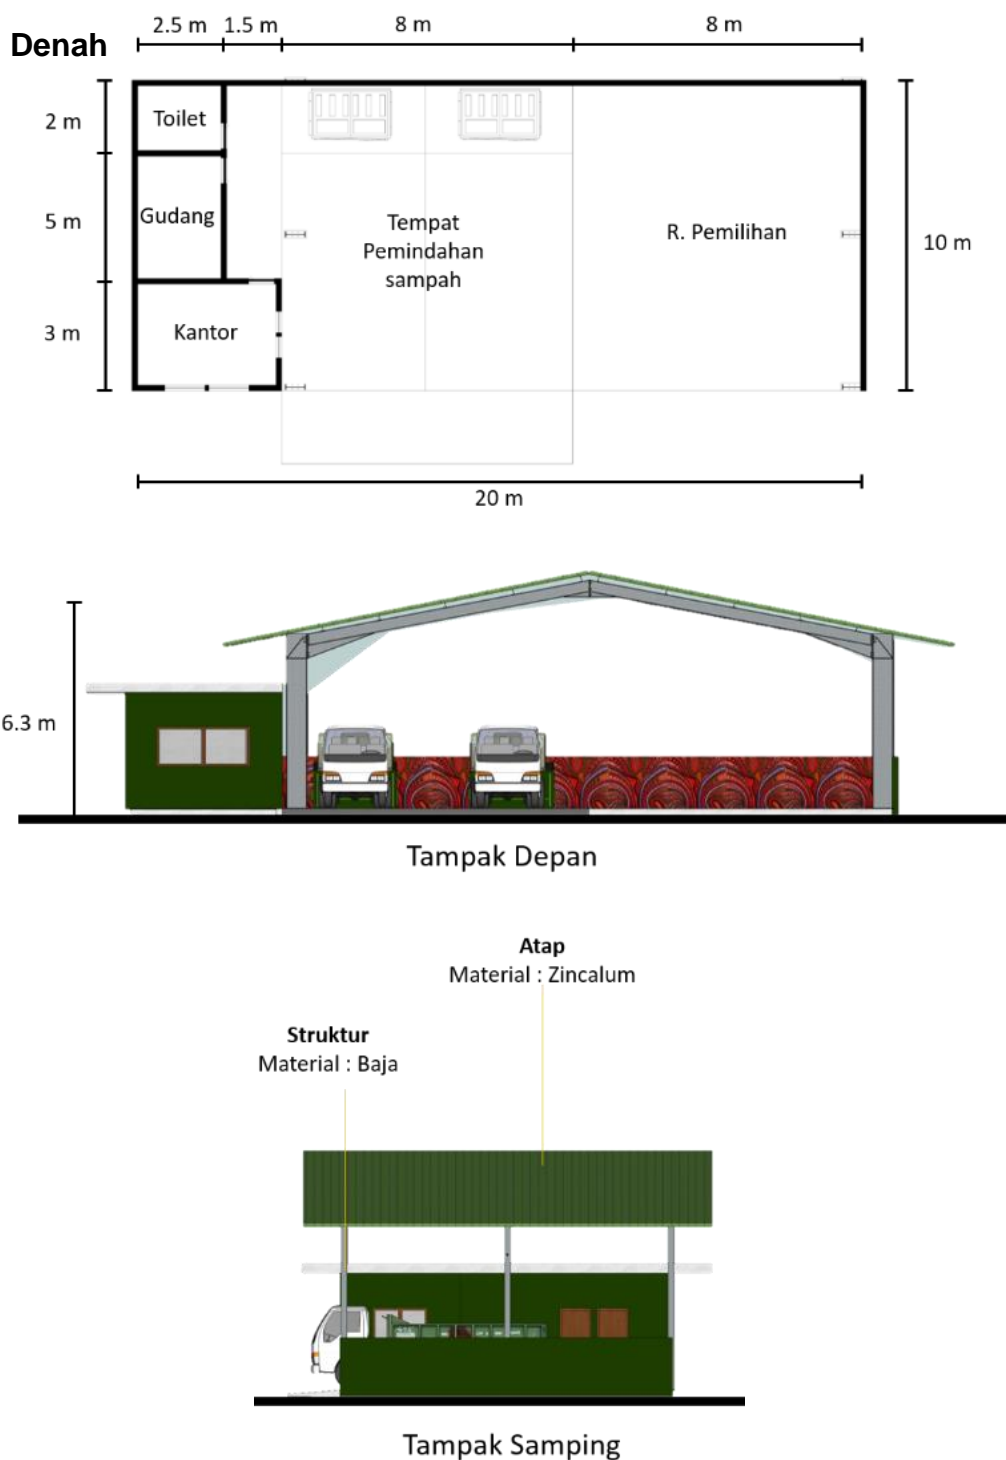 2.5 m 1.5 m 8 m 8 m
Denah
2 m
Toilet
5 m
Gudang
Tempat
Pemindahan
sampah
R. Pemilihan
10 m
3 m
Kantor
20 m
6.3 m
Tampak Depan
Atap
Material : Zincalum
Struktur
Material : Baja
Tampak Samping